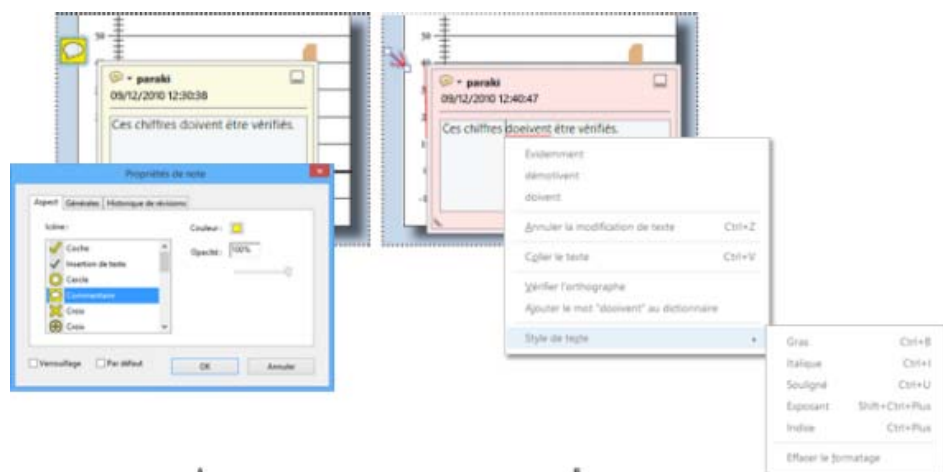 50
paraki
09/12/2010 12:30:38
Ces chiffres doivent être vérifiés.
Propriétés de note
Aspect Générales Historique de révisions
Icône :
Coche
Insertion de texte
Cercle
Commentaire
Croix
Croix
Couleur :
Opacité : 100%
Verrouillage Par défaut OK Annuler
50
paraki
09/12/2010 12:40:47
Ces chiffres doeivent être vérifiés.
Evidemment
démotivent
doivent
Annuler la modification de texte Ctrl+Z
Coller le texte Ctrl+V
Vérifier l'orthographe
Ajouter le mot "dooivent" au dictionnaire
Style de texte
Gras Ctrl+B
Italique Ctrl+I
Souligné Ctrl+U
Exposant Shift+Ctrl+Plus
Indice Ctrl+Plus
Effacer le formatage